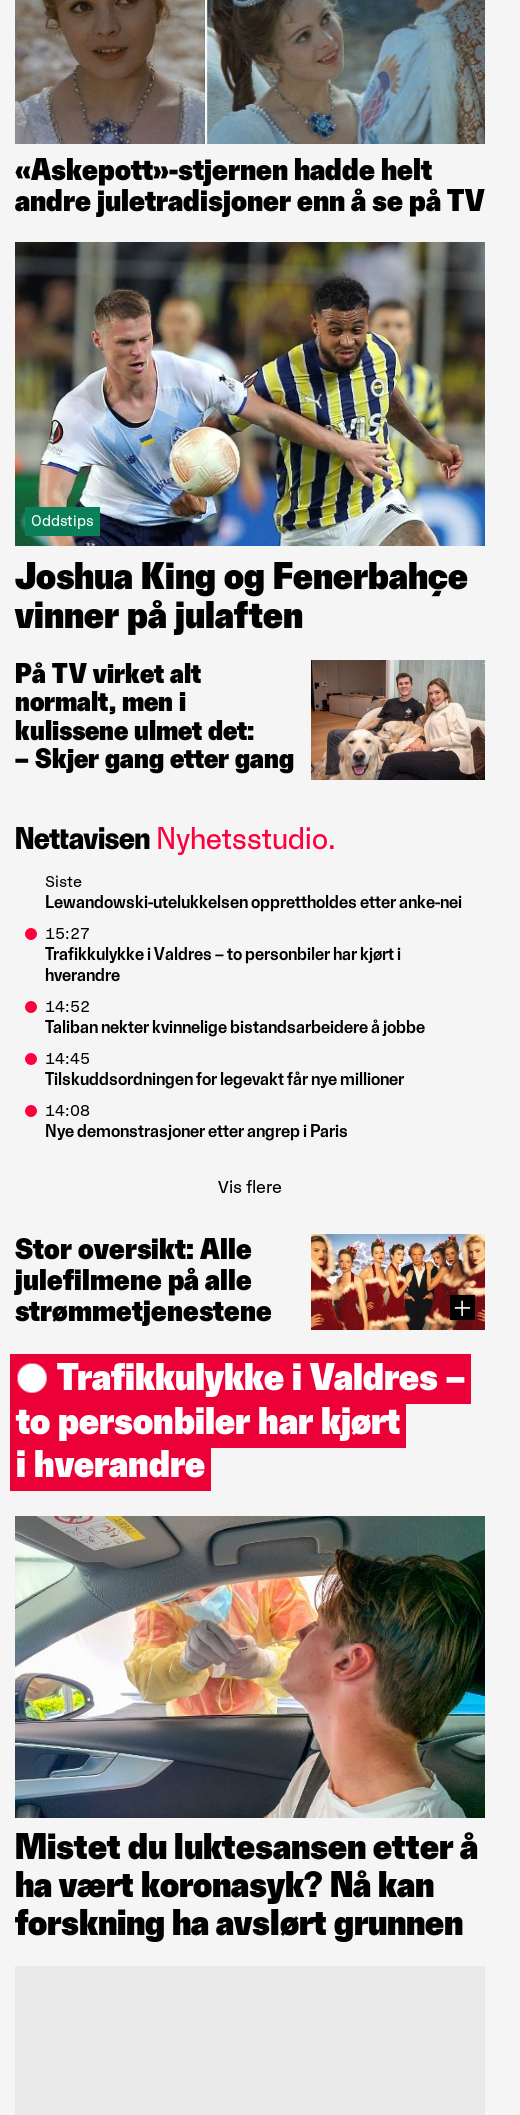 «Askepott»-stjernen hadde helt
andre juletradisjoner enn å se på TV
Oddstips
Joshua King og Fenerbahçe
vinner på julaften
På TV virket alt
normalt, men i
kulissene ulmet det:
– Skjer gang etter gang
Nettavisen Nyhetsstudio.
Siste
Lewandowski-utelukkelsen opprettholdes etter anke-nei
15:27
Trafikkulykke i Valdres – to personbiler har kjørt i
hverandre
14:52
Taliban nekter kvinnelige bistandsarbeidere å jobbe
14:45
Tilskuddsordningen for legevakt får nye millioner
14:08
Nye demonstrasjoner etter angrep i Paris
Vis flere
Stor oversikt: Alle
julefilmene på alle
strømmetjenestene
Trafikkulykke i Valdres –
to personbiler har kjørt
i hverandre
AIRBAG
Mistet du luktesansen etter å
ha vært koronasyk? Nå kan
forskning ha avslørt grunnen